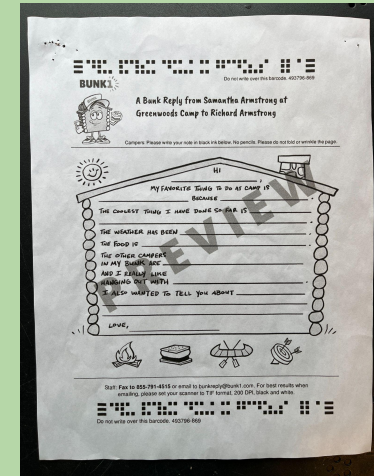 Do not write over this barcode. 493796-869
BUNK1
A Bunk Reply from Samantha Armstrong at
Greenwoods Camp to Richard Armstrong
Campers: Please write your note in black ink below. No pencils. Please do not fold or wrinkle the page.
HI
MY FAVORITE THING TO DO AS CAMP IS
BECAUSE
THE COOLEST THING I HAVE DONE SO FAR IS
THE WEATHER HAS BEEN
THE FOOD IS
THE OTHER CAMPERS
IN MY BUNK ARE
AND I REALLY LIKE
HANGING OUT WITH
I ALSO WANTED TO TELL YOU ABOUT
LOVE,
PREVIEW
Staff: Fax to 655-791-4515 or email to bunkreply@bunk1.com. For best results when
emailing, please set your scanner to TIF format, 200 DPI, black and white.
Do not write over this barcode. 493796-869